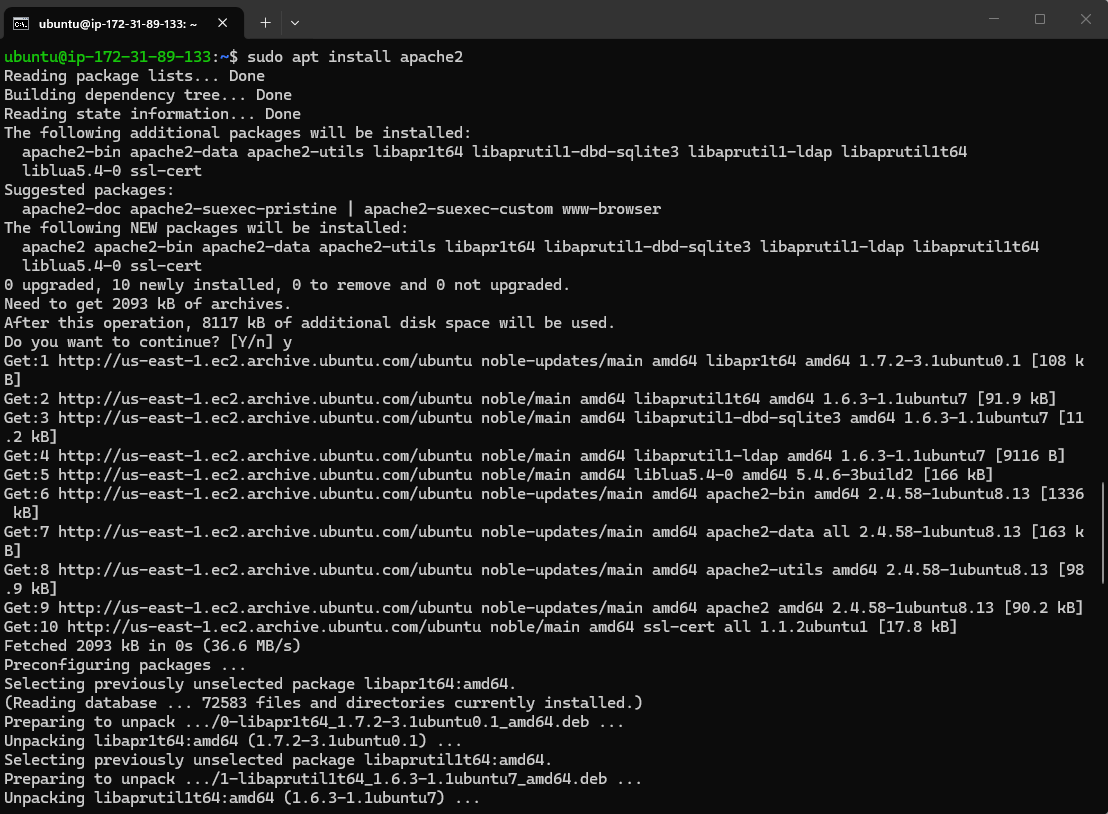 ubuntu@ip-172-31-89-133: ~
ubuntu@ip-172-31-89-133:~$ sudo apt install apache2
Reading package lists... Done
Building dependency tree... Done
Reading state information... Done
The following additional packages will be installed:
  apache2-bin apache2-data apache2-utils libapr1t64 libaprutil1-dbd-sqlite3 libaprutil1-ldap libaprutil1t64
  liblua5.4-0 ssl-cert
Suggested packages:
  apache2-doc apache2-suexec-pristine | apache2-suexec-custom www-browser
The following NEW packages will be installed:
  apache2 apache2-bin apache2-data apache2-utils libapr1t64 libaprutil1-dbd-sqlite3 libaprutil1-ldap libaprutil1t64
  liblua5.4-0 ssl-cert
0 upgraded, 10 newly installed, 0 to remove and 0 not upgraded.
Need to get 2093 kB of archives.
After this operation, 8117 kB of additional disk space will be used.
Do you want to continue? [Y/n] y
Get:1 http://us-east-1.ec2.archive.ubuntu.com/ubuntu noble-updates/main amd64 libapr1t64 amd64 1.7.2-3.1ubuntu0.1 [108 k
B]
Get:2 http://us-east-1.ec2.archive.ubuntu.com/ubuntu noble/main amd64 libaprutil1t64 amd64 1.6.3-1.1ubuntu7 [91.9 kB]
Get:3 http://us-east-1.ec2.archive.ubuntu.com/ubuntu noble/main amd64 libaprutil1-dbd-sqlite3 amd64 1.6.3-1.1ubuntu7 [11
.2 kB]
Get:4 http://us-east-1.ec2.archive.ubuntu.com/ubuntu noble/main amd64 libaprutil1-ldap amd64 1.6.3-1.1ubuntu7 [9116 B]
Get:5 http://us-east-1.ec2.archive.ubuntu.com/ubuntu noble/main amd64 liblua5.4-0 amd64 5.4.6-3build2 [166 kB]
Get:6 http://us-east-1.ec2.archive.ubuntu.com/ubuntu noble-updates/main amd64 apache2-bin amd64 2.4.58-1ubuntu8.13 [1336
 kB]
Get:7 http://us-east-1.ec2.archive.ubuntu.com/ubuntu noble-updates/main amd64 apache2-data all 2.4.58-1ubuntu8.13 [163 k
B]
Get:8 http://us-east-1.ec2.archive.ubuntu.com/ubuntu noble-updates/main amd64 apache2-utils amd64 2.4.58-1ubuntu8.13 [98
.9 kB]
Get:9 http://us-east-1.ec2.archive.ubuntu.com/ubuntu noble-updates/main amd64 apache2 amd64 2.4.58-1ubuntu8.13 [90.2 kB]
Get:10 http://us-east-1.ec2.archive.ubuntu.com/ubuntu noble/main amd64 ssl-cert all 1.1.2ubuntu1 [17.8 kB]
Fetched 2093 kB in 0s (36.6 MB/s)
Preconfiguring packages ...
Selecting previously unselected package libapr1t64:amd64.
(Reading database ... 72583 files and directories currently installed.)
Preparing to unpack .../0-libapr1t64_1.7.2-3.1ubuntu0.1_amd64.deb ...
Unpacking libapr1t64:amd64 (1.7.2-3.1ubuntu0.1) ...
Selecting previously unselected package libaprutil1t64:amd64.
Preparing to unpack .../1-libaprutil1t64_1.6.3-1.1ubuntu7_amd64.deb ...
Unpacking libaprutil1t64:amd64 (1.6.3-1.1ubuntu7) ...